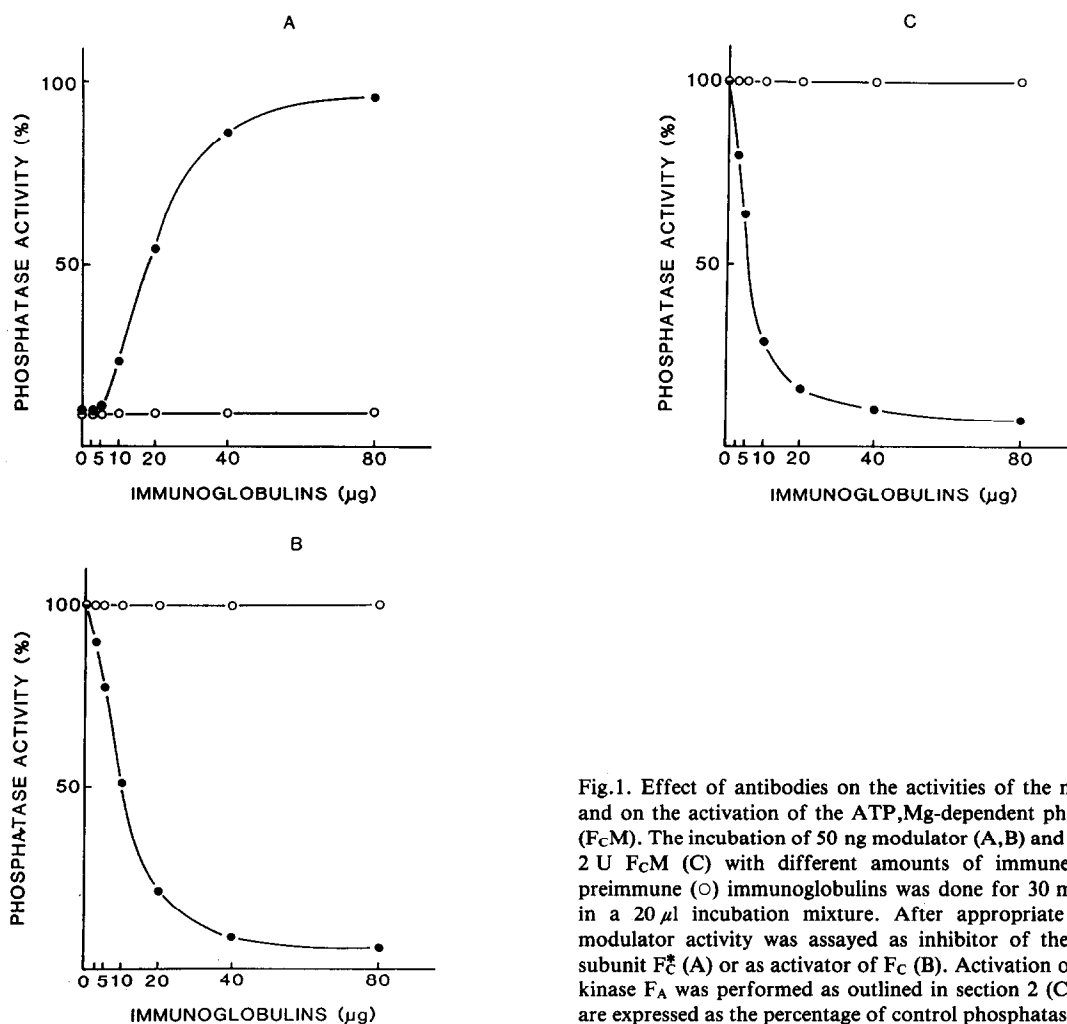 A
100
50
PHOSPHATASE ACTIVITY (%)
0 5 10 20 40 80
IMMUNOGLOBULINS (µg)
C
100
50
PHOSPHATASE ACTIVITY (%)
0 5 10 20 40 80
IMMUNOGLOBULINS (µg)
B
100
50
PHOSPHATASE ACTIVITY (%)
0 5 10 20 40 80
IMMUNOGLOBULINS (µg)
Fig.1. Effect of antibodies on the activities of the
and on the activation of the ATP,Mg-dependent
(FCM). The incubation of 50 ng modulator (A,B) and
2 U FCM (C) with different amounts of immune
preimmune (○) immunoglobulins was done for 30
in a 20 µl incubation mixture. After appropriate
modulator activity was assayed as inhibitor of the
subunit F*C (A) or as activator of FC (B). Activation
kinase FA was performed as outlined in section 2
are expressed as the percentage of control